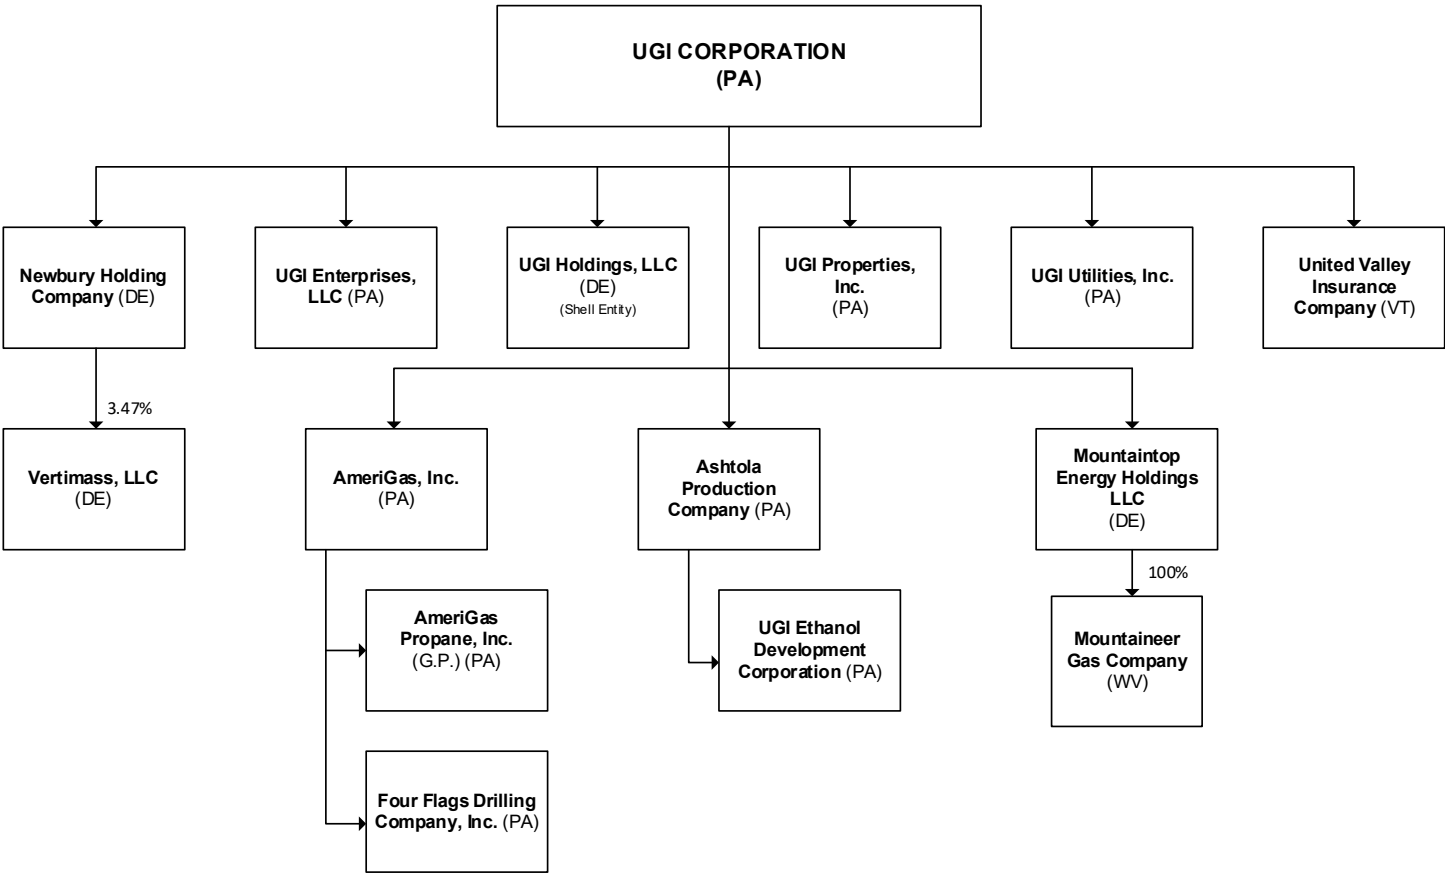 UGI CORPORATION
(PA)
Newbury Holding
Company (DE)
UGI Enterprises,
LLC (PA)
UGI Holdings, LLC
(DE)
(Shell Entity)
UGI Properties,
Inc.
(PA)
UGI Utilities, Inc.
(PA)
United Valley
Insurance
Company (VT)
3.47%
Vertimass, LLC
(DE)
AmeriGas, Inc.
(PA)
Ashtola
Production
Company (PA)
Mountaintop
Energy Holdings
LLC
(DE)
100%
AmeriGas
Propane, Inc.
(G.P.) (PA)
UGI Ethanol
Development
Corporation (PA)
Mountaineer
Gas Company
(WV)
Four Flags Drilling
Company, Inc. (PA)